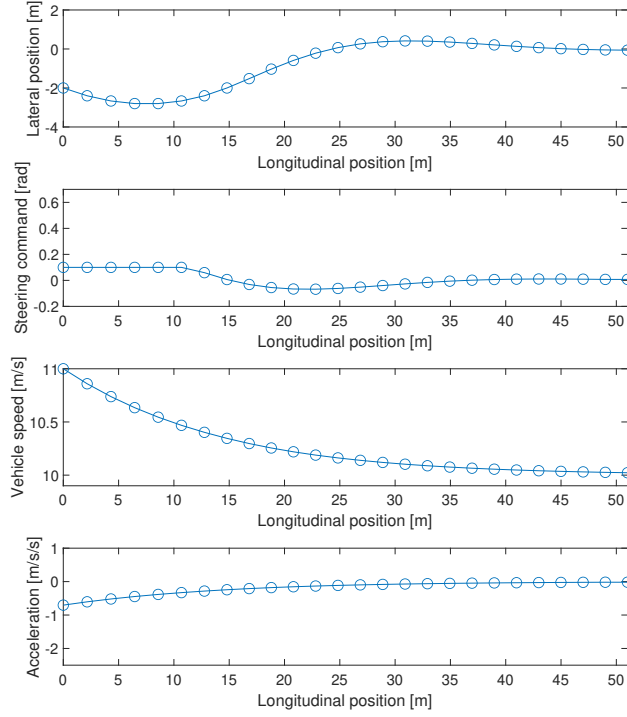 Lateral position [m]
2
0
-2
-4
0 5 10 15 20 25 30 35 40 45 50
Longitudinal position [m]
Steering command [rad]
0.6
0.4
0.2
0
-0.2
0 5 10 15 20 25 30 35 40 45 50
Longitudinal position [m]
Vehicle speed [m/s]
11
10.5
10
0 5 10 15 20 25 30 35 40 45 50
Longitudinal position [m]
Acceleration [m/s/s]
1
0
-1
-2
0 5 10 15 20 25 30 35 40 45 50
Longitudinal position [m]